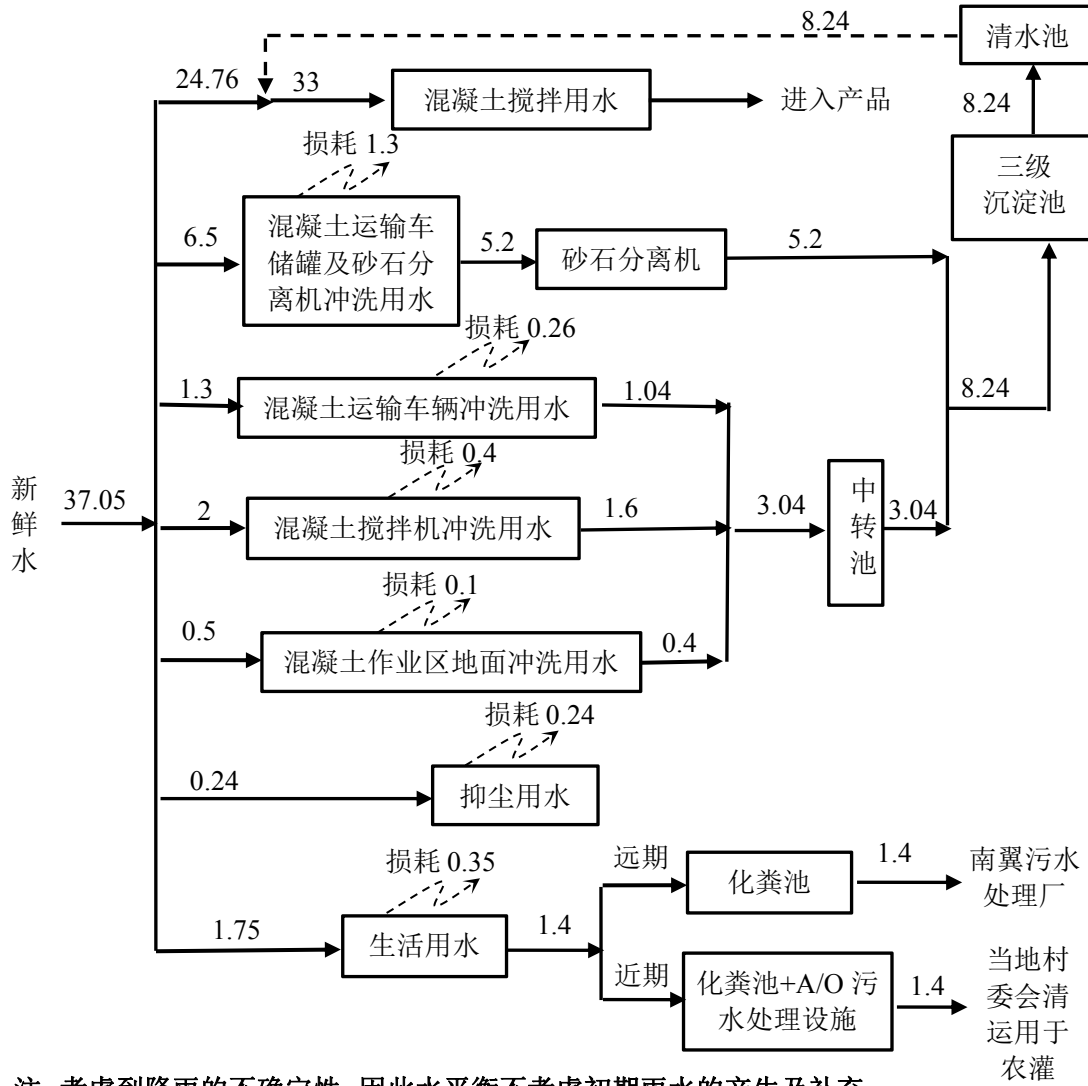 8.24
清水池
24.76
33
混凝土搅拌用水
进入产品
8.24
损耗 1.3
三级
沉淀池
6.5
混凝土运输车
储罐及砂石分
离机冲洗用水
5.2
砂石分离机
5.2
损耗 0.26
1.3
混凝土运输车辆冲洗用水
1.04
8.24
损耗 0.4
新
鲜
水
37.05
2
混凝土搅拌机冲洗用水
1.6
3.04
中
转
池
3.04
损耗 0.1
0.5
混凝土作业区地面冲洗用水
0.4
损耗 0.24
0.24
抑尘用水
损耗 0.35
远期
化粪池
1.4
南翼污水
处理厂
1.75
生活用水
1.4
近期
化粪池+A/O 污
水处理设施
1.4
当地村
委会清
运用于
农灌
注 考虑到降雨的不确定性 因此水平衡不考虑初期雨水的产生及补充